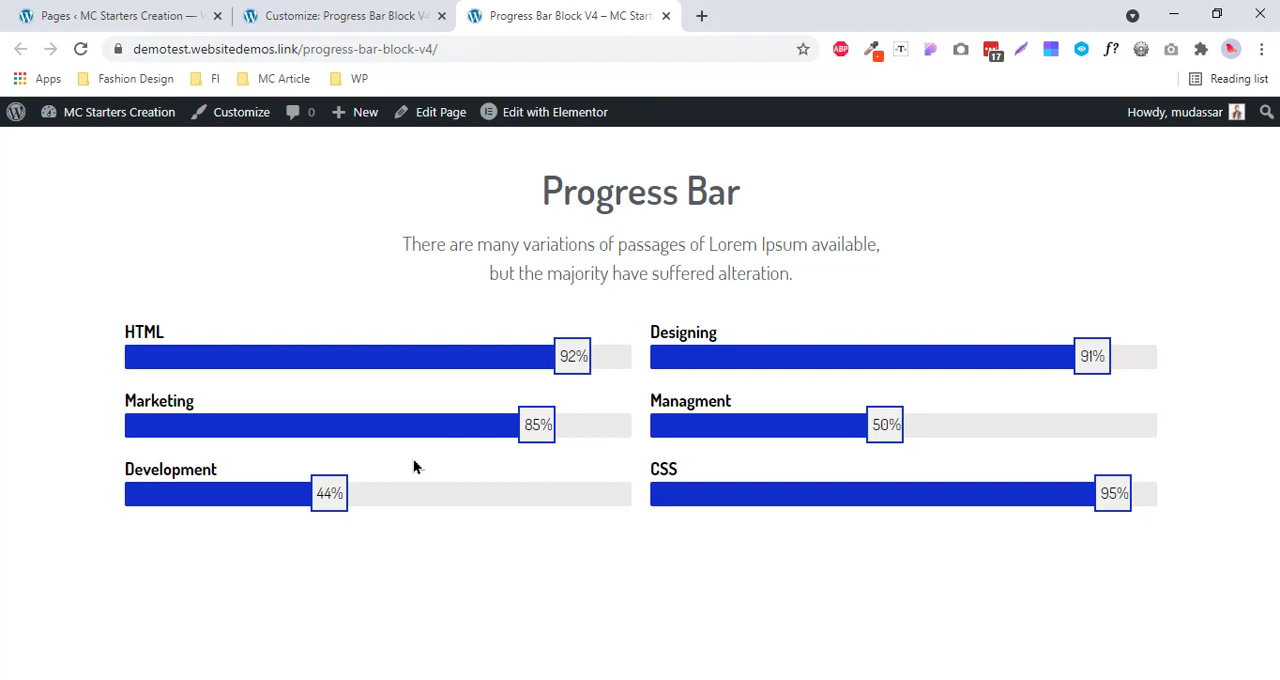 Pages ‹ MC Starters Creation —
Customize: Progress Bar Block V4
Progress Bar Block V4 – MC Start
demotest.websitedemos.link/progress-bar-block-v4/
ABP
-T-
17
f?
Apps
Fashion Design
FI
MC Article
WP
Reading list
MC Starters Creation
Customize
0
New
Edit Page
Edit with Elementor
Howdy, mudassar
Progress Bar
There are many variations of passages of Lorem Ipsum available,
but the majority have suffered alteration.
HTML
92%
Designing
91%
Marketing
85%
Managment
50%
Development
44%
CSS
95%